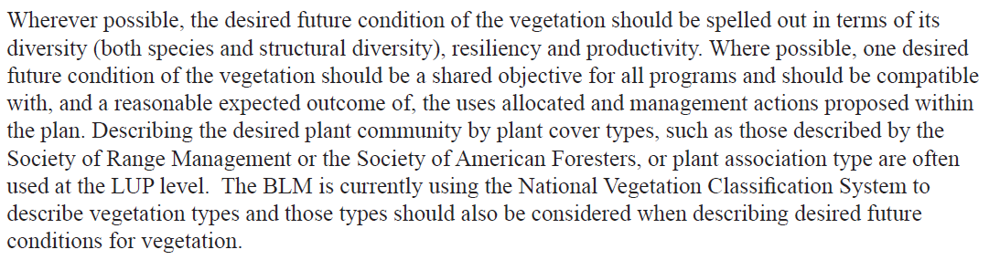 Wherever possible, the desired future condition of the vegetation should be spelled out in terms of its
diversity (both species and structural diversity), resiliency and productivity. Where possible, one desired
future condition of the vegetation should be a shared objective for all programs and should be compatible
with, and a reasonable expected outcome of, the uses allocated and management actions proposed within
the plan. Describing the desired plant community by plant cover types, such as those described by the
Society of Range Management or the Society of American Foresters, or plant association type are often
used at the LUP level.  The BLM is currently using the National Vegetation Classification System to
describe vegetation types and those types should also be considered when describing desired future
conditions for vegetation.